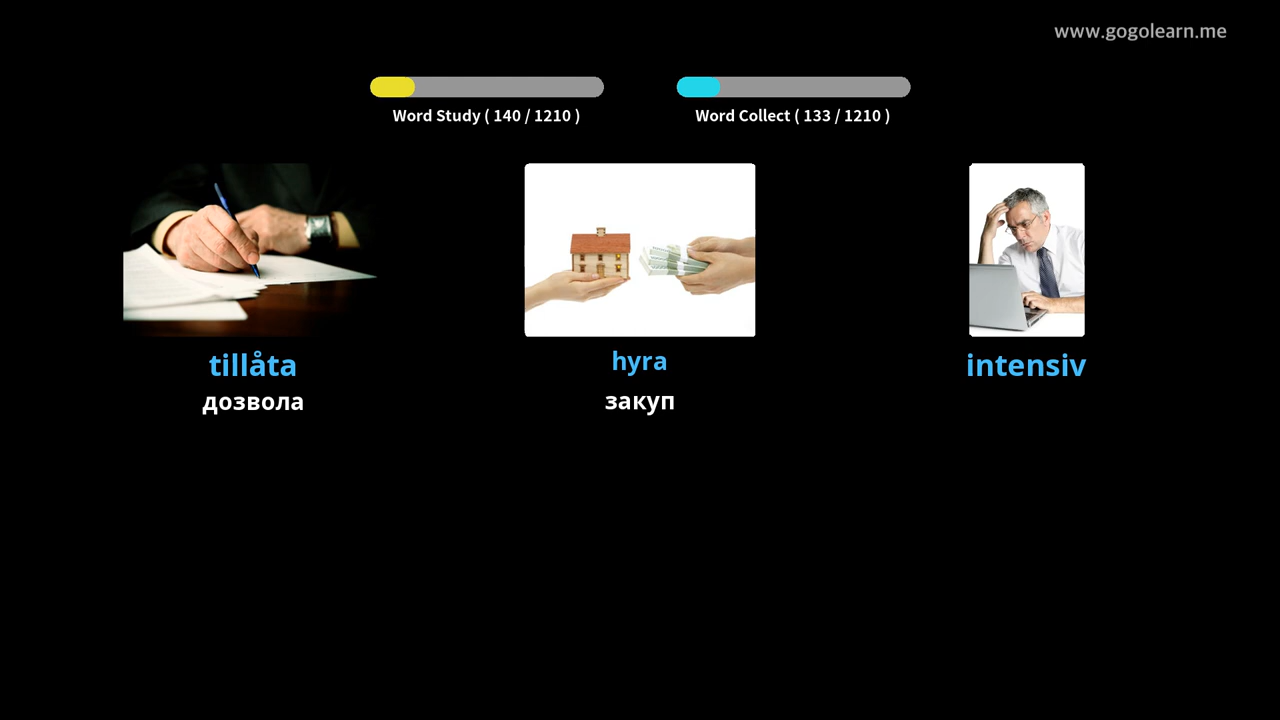 www.gogolearn.me
Word Study ( 140 / 1210 )
Word Collect ( 133 / 1210 )
tillåta
дозвола
hyra
закуп
intensiv